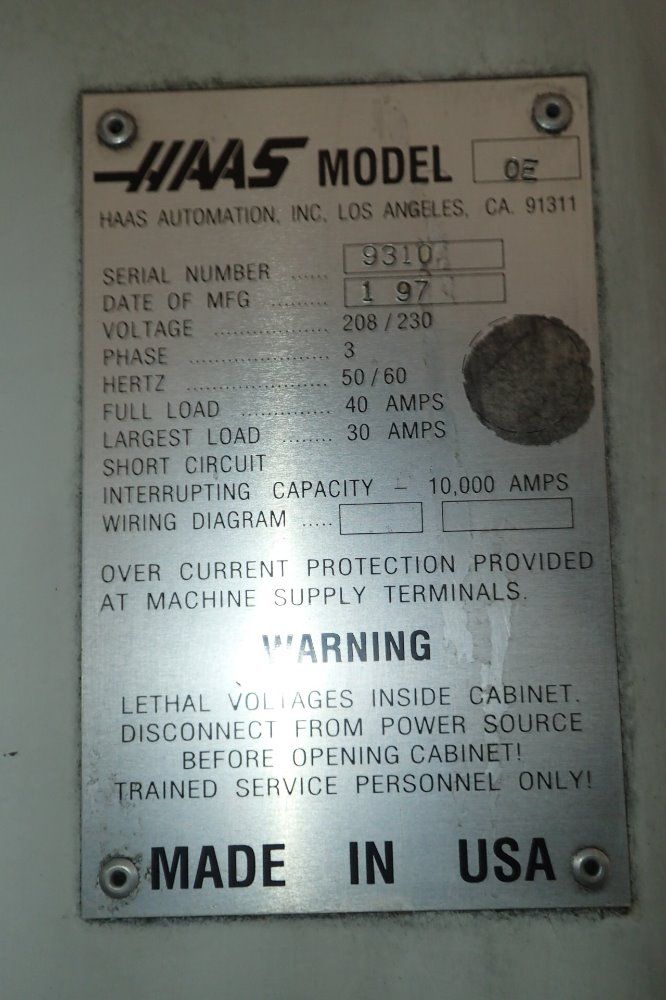 HAAS MODEL OE
HAAS AUTOMATION, INC. LOS ANGELES, CA. 91311
SERIAL NUMBER ...... 9310
DATE OF MFG ......... 1 97
VOLTAGE .................. 208 / 230
PHASE ...................... 3
HERTZ ...................... 50 / 60
FULL LOAD .............. 40 AMPS
LARGEST LOAD ........ 30 AMPS
SHORT CIRCUIT
INTERRUPTING CAPACITY – 10,000 AMPS
WIRING DIAGRAM .....
OVER CURRENT PROTECTION PROVIDED
AT MACHINE SUPPLY TERMINALS.
WARNING
LETHAL VOLTAGES INSIDE CABINET.
DISCONNECT FROM POWER SOURCE
BEFORE OPENING CABINET!
TRAINED SERVICE PERSONNEL ONLY!
MADE IN USA